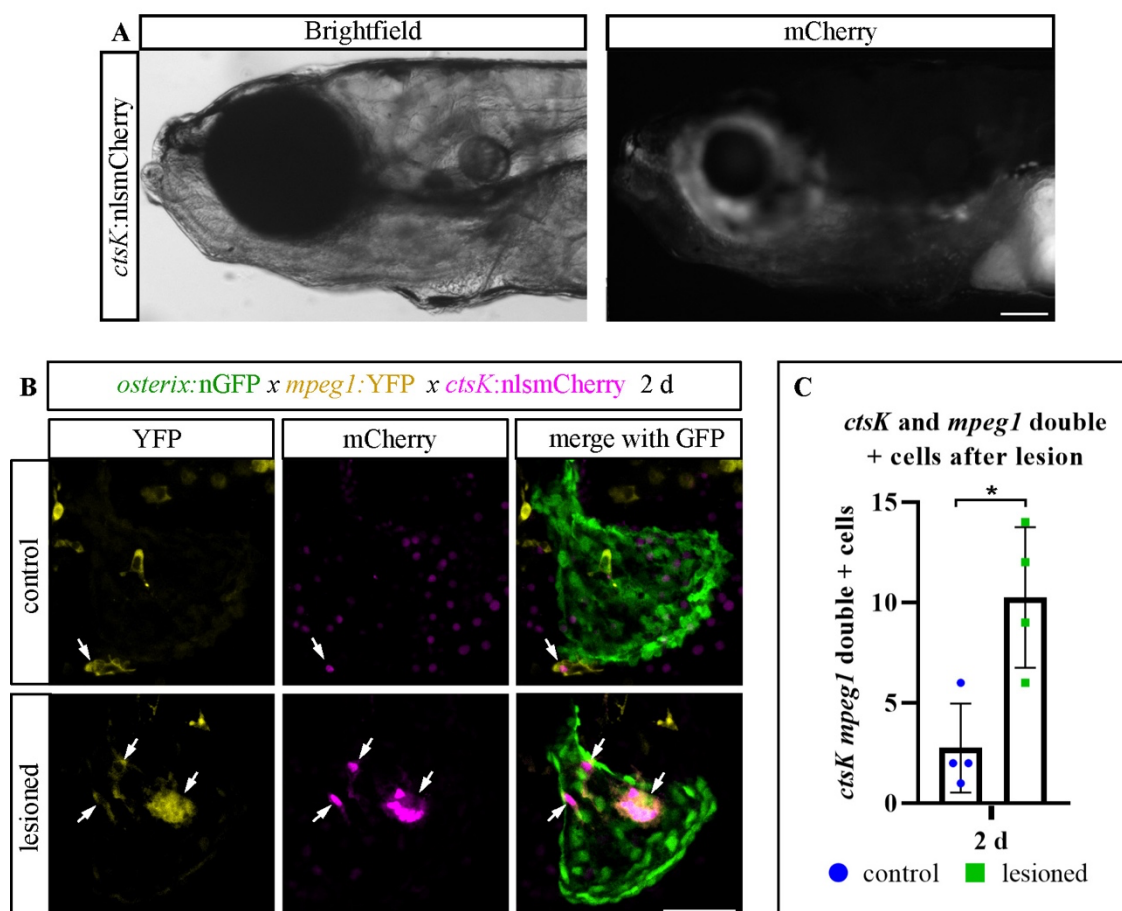 A
Brightfield
mCherry
ctsK:nlsmCherry
B
osterix:nGFP x mpeg1:YFP x ctsK:nlsmCherry 2 d
YFP
mCherry
merge with GFP
control
lesioned
C
ctsK and mpeg1 double
+ cells after lesion
ctsK mpeg1 double + cells
15
10
5
0
*
2 d
control
lesioned